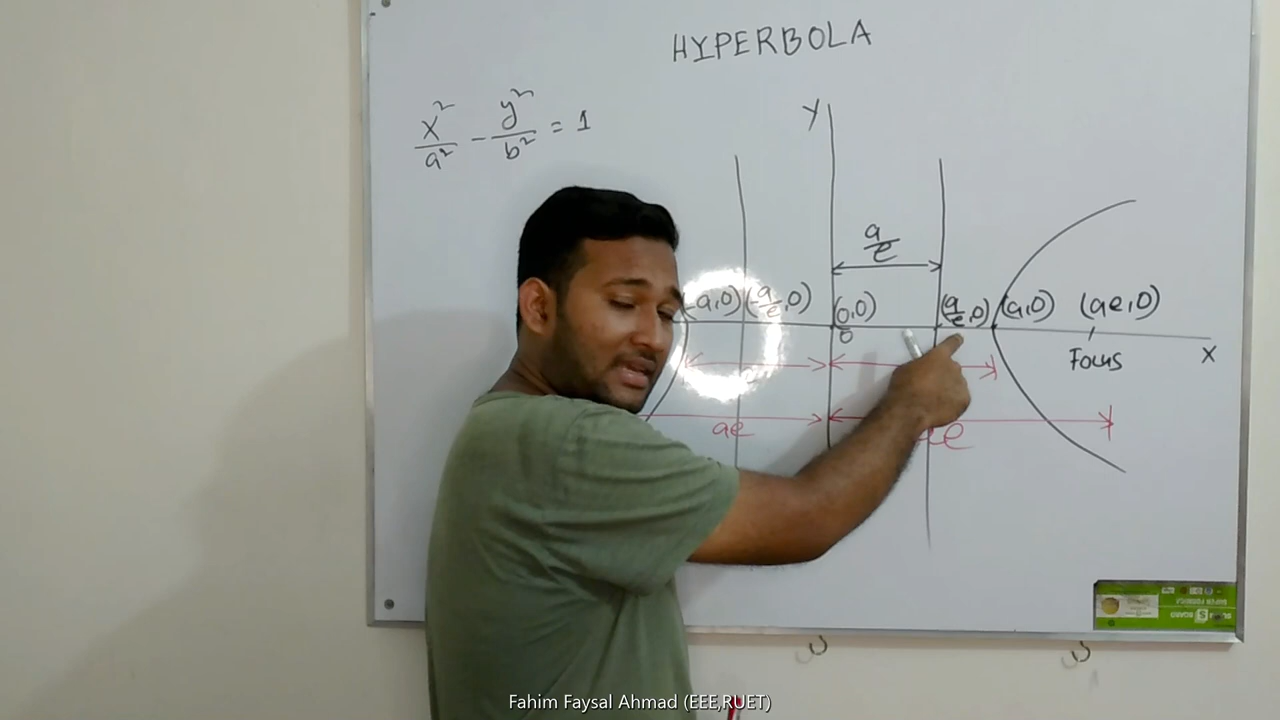 HYPERBOLA
x²/a² - y²/b² = 1
Y
a/e
(-a,0) (-a/e,0) (0,0) (a/e,0) (a,0) (ae,0)
0
Focus
X
ae
Fahim Faysal Ahmad (EEE,RUET)